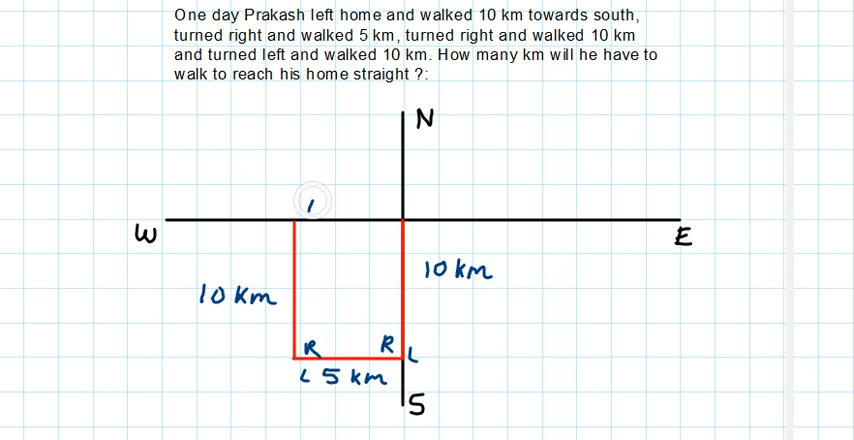 One day Prakash left home and walked 10 km towards south,
turned right and walked 5 km, turned right and walked 10 km
and turned left and walked 10 km. How many km will he have to
walk to reach his home straight ?:
N
W
E
10 km
10 km
R R L
L 5 km
S